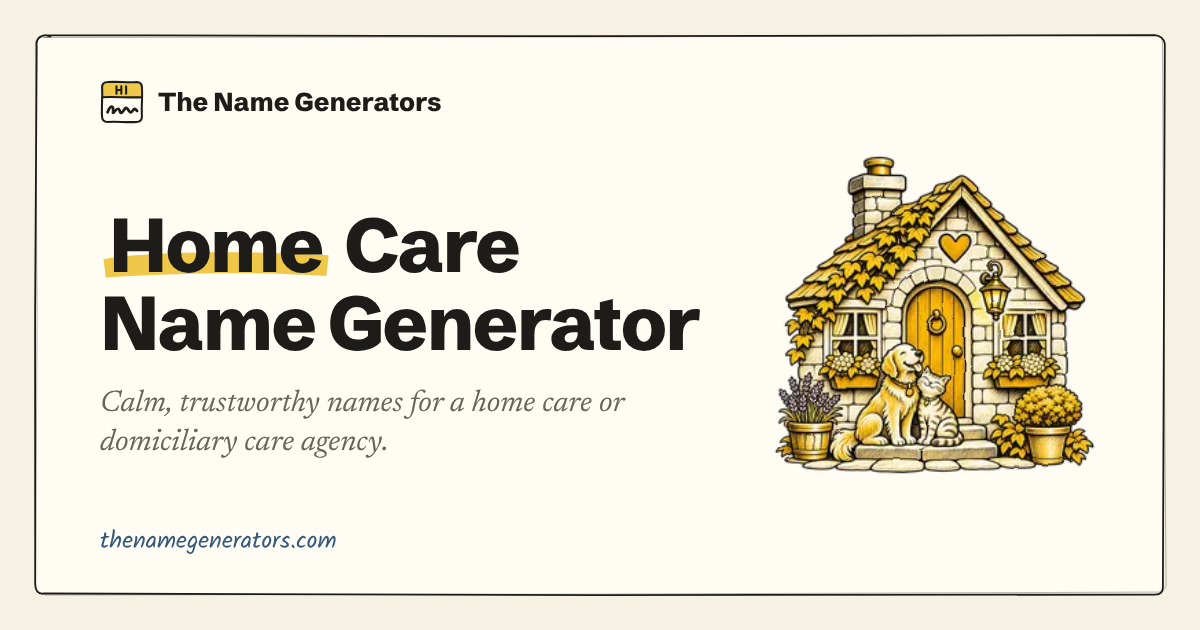 HI
The Name Generators
Home Care
Name Generator
Calm, trustworthy names for a home care or
domiciliary care agency.
thenamegenerators.com